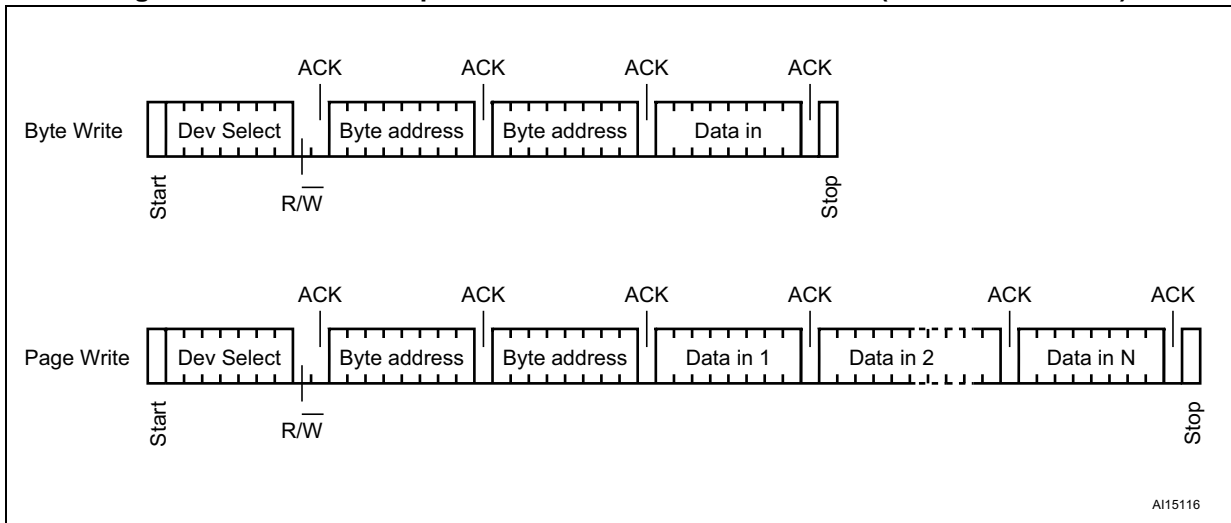 ACK ACK ACK ACK
Byte Write Dev Select Byte address Byte address Data in
Start R/W̅ Stop
ACK ACK ACK ACK ACK ACK
Page Write Dev Select Byte address Byte address Data in 1 Data in 2 Data in N
Start R/W̅ Stop
AI15116